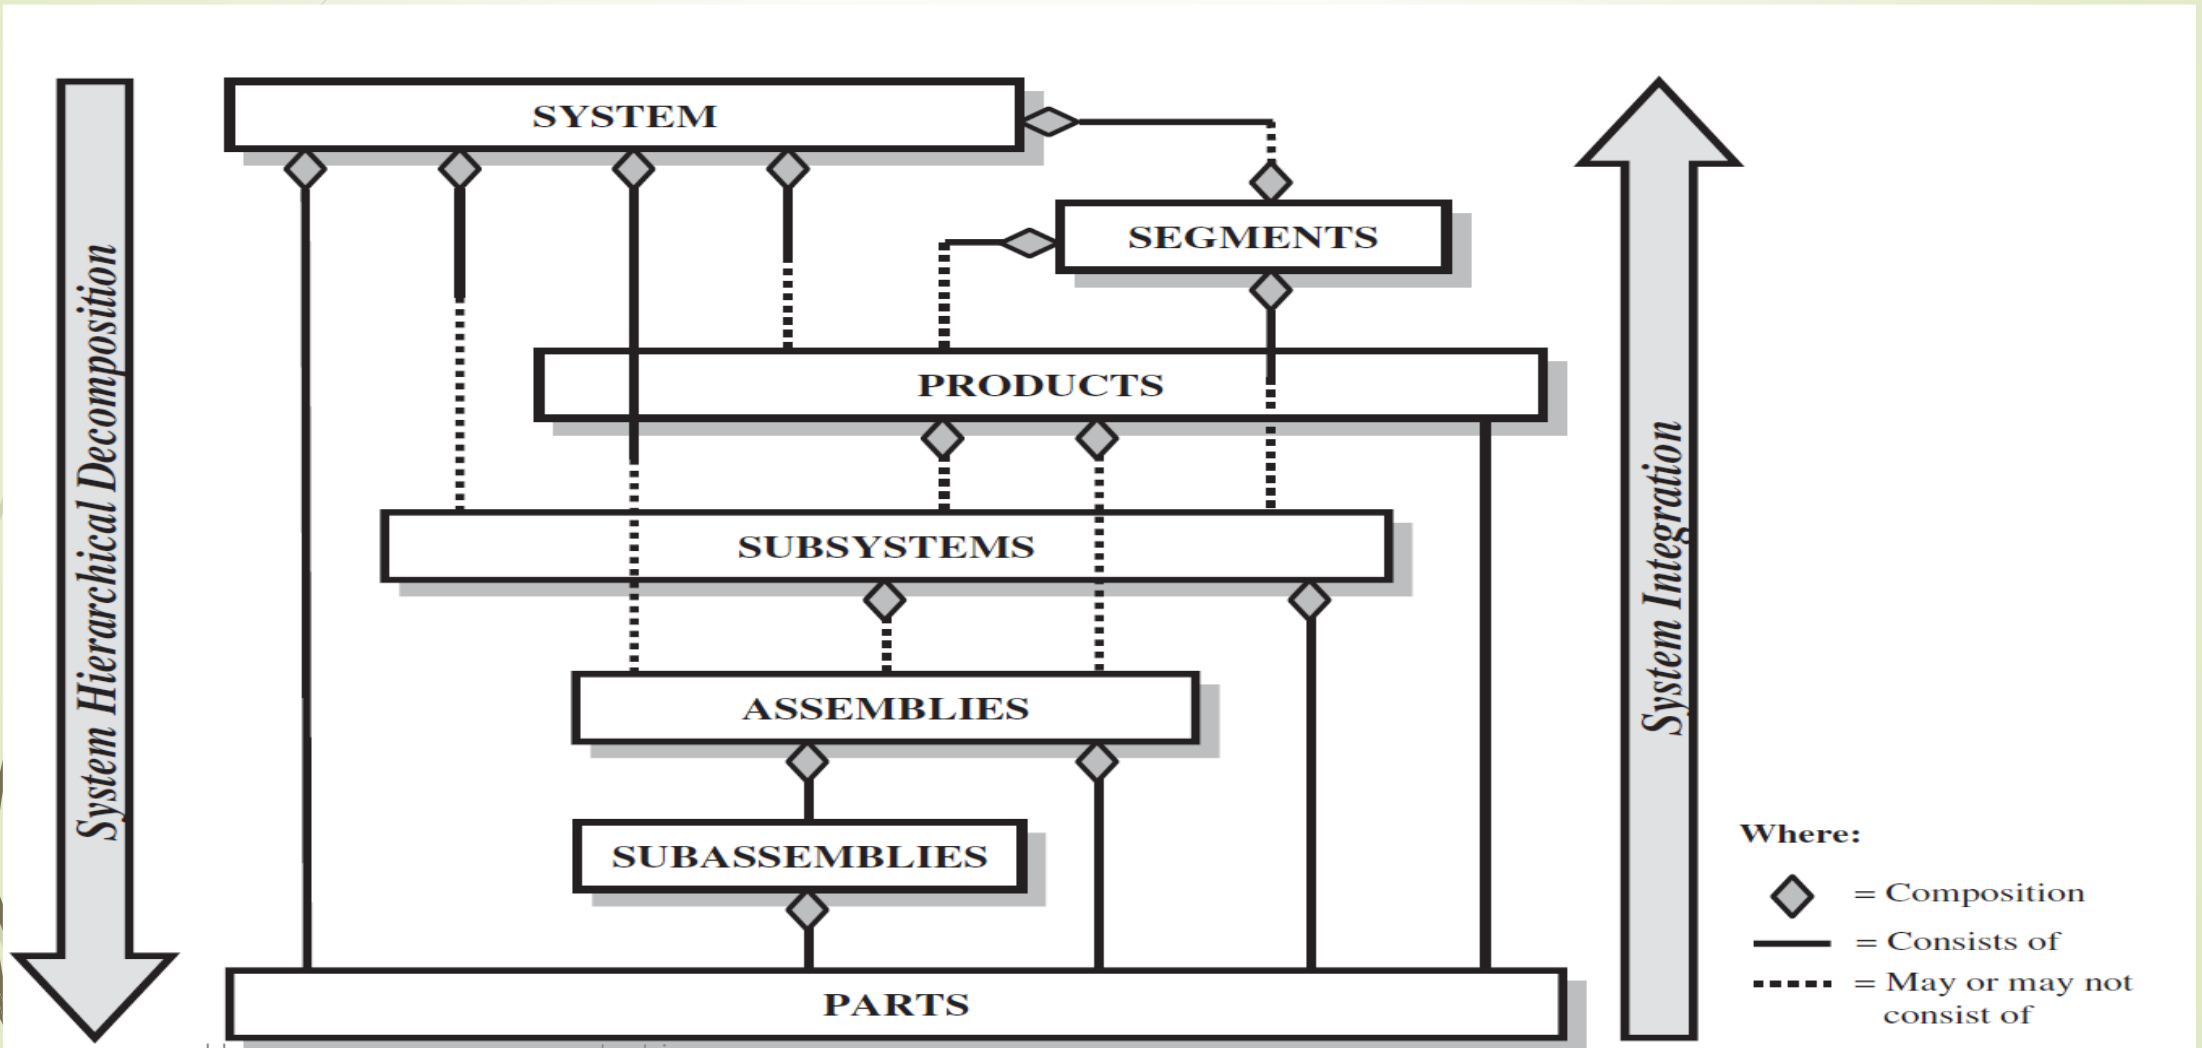 SYSTEM
SEGMENTS
PRODUCTS
SUBSYSTEMS
ASSEMBLIES
SUBASSEMBLIES
PARTS
System Hierarchical Decomposition
System Integration
Where:
= Composition
= Consists of
= May or may not
consist of